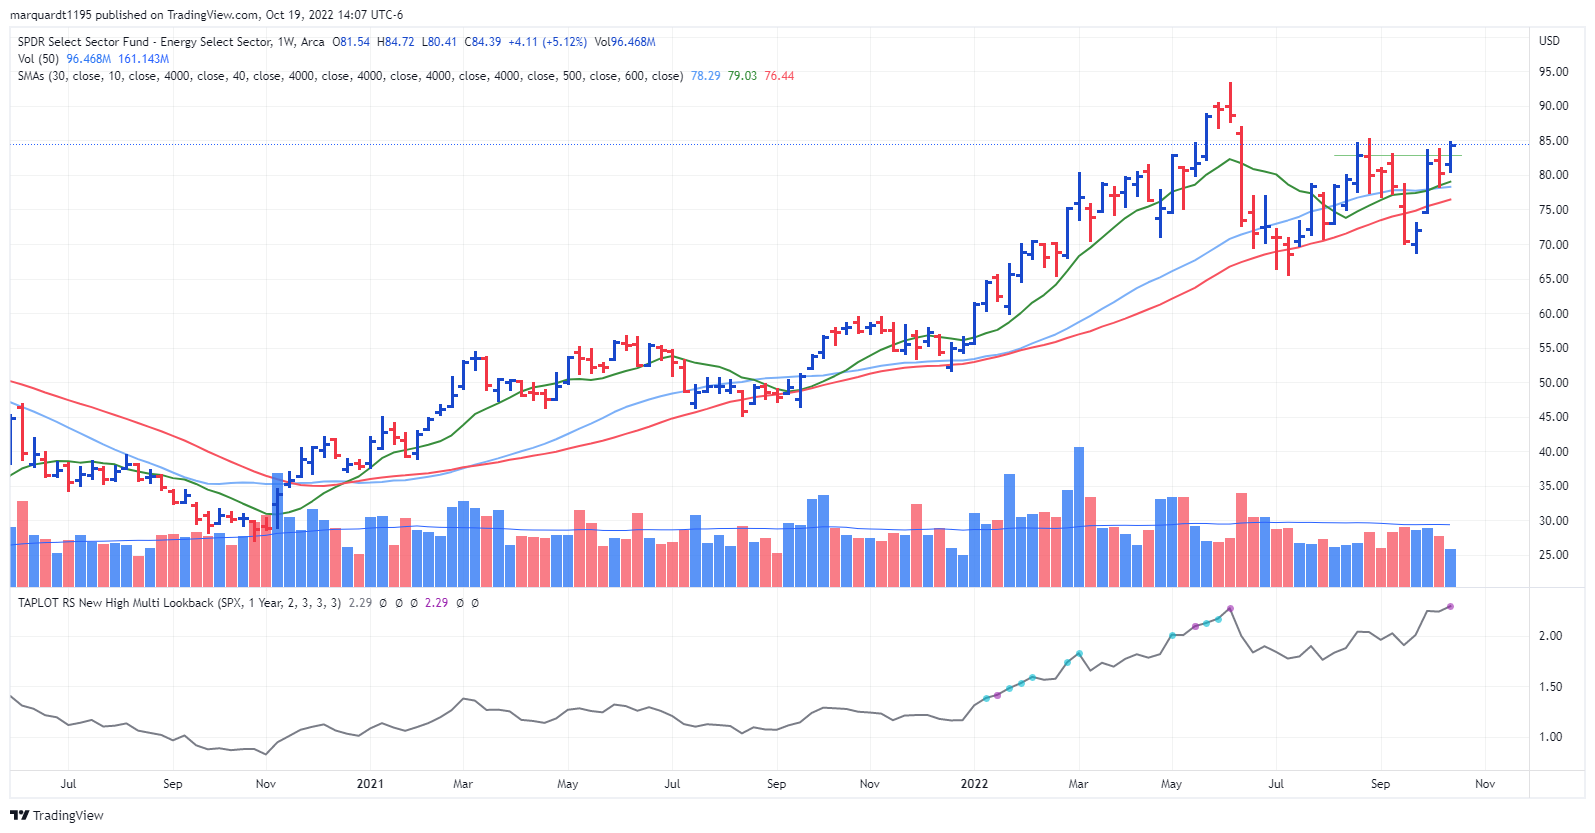 marquardt1195 published on TradingView.com, Oct 19, 2022 14:07 UTC-6
SPDR Select Sector Fund - Energy Select Sector, 1W, Arca O81.54 H84.72 L80.41 C84.39 +4.11 (+5.12%) Vol96.468M
Vol (50) 96.468M 161.143M
SMAs (30, close, 10, close, 4000, close, 40, close, 4000, close, 4000, close, 4000, close, 4000, close, 500, close, 600, close) 78.29 79.03 76.44
USD
95.00
90.00
85.00
80.00
75.00
70.00
65.00
60.00
55.00
50.00
45.00
40.00
35.00
30.00
25.00
TAPLOT RS New High Multi Lookback (SPX, 1 Year, 2, 3, 3, 3) 2.29 Ø Ø Ø 2.29 Ø Ø
2.00
1.50
1.00
Jul Sep Nov 2021 Mar May Jul Sep Nov 2022 Mar May Jul Sep Nov
TradingView